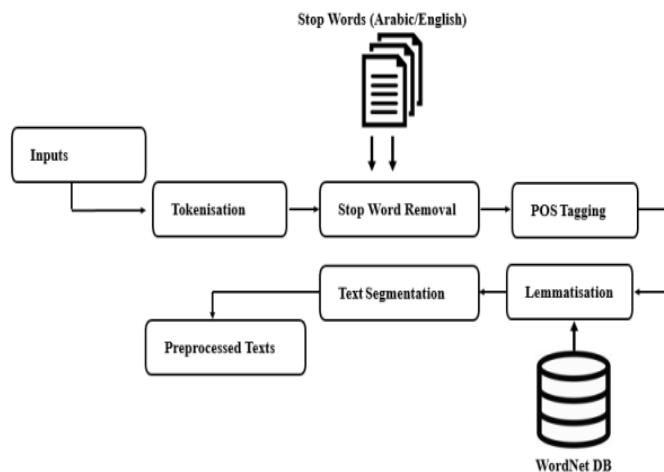 Stop Words (Arabic/English)
Inputs
Tokenisation
Stop Word Removal
POS Tagging
Text Segmentation
Lemmatisation
Preprocessed Texts
WordNet DB